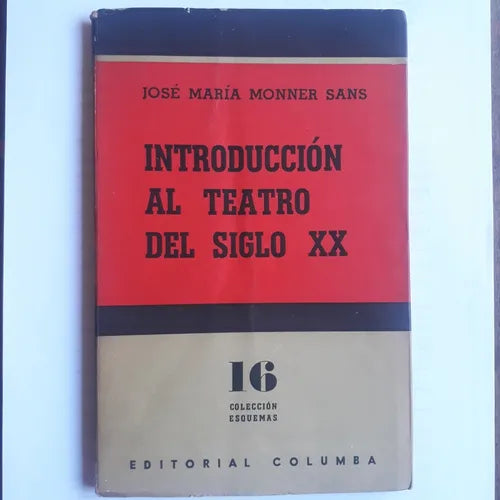 JOSÉ MARÍA MONNER SANS
INTRODUCCIÓN
AL TEATRO
DEL SIGLO XX
16
COLECCIÓN
ESQUEMAS
EDITORIAL COLUMBA